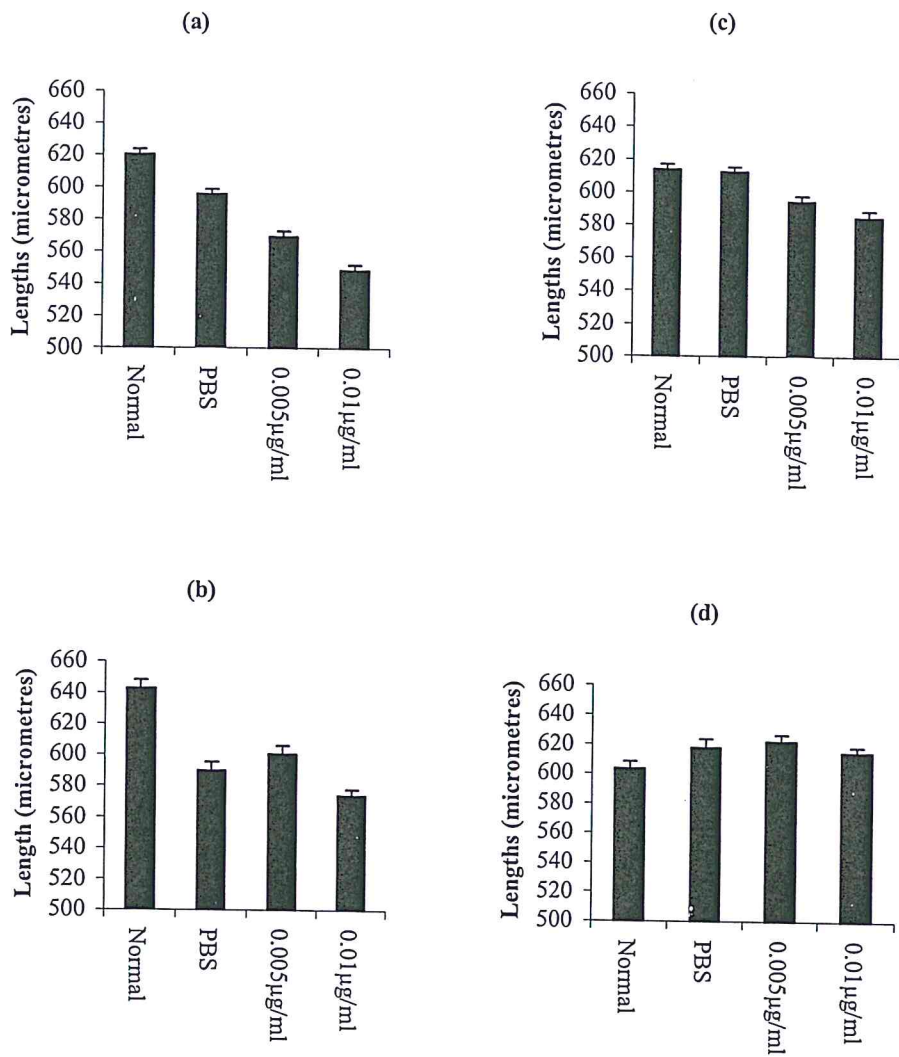 (a)
Lengths (micrometres)
660
640
620
600
580
560
540
520
500
Normal
PBS
0.005µg/ml
0.01µg/ml
(c)
Lengths (micrometres)
660
640
620
600
580
560
540
520
500
Normal
PBS
0.005µg/ml
0.01µg/ml
(b)
Length (micrometres)
660
640
620
600
580
560
540
520
500
Normal
PBS
0.005µg/ml
0.01µg/ml
(d)
Lengths (micrometres)
660
640
620
600
580
560
540
520
500
Normal
PBS
0.005µg/ml
0.01µg/ml